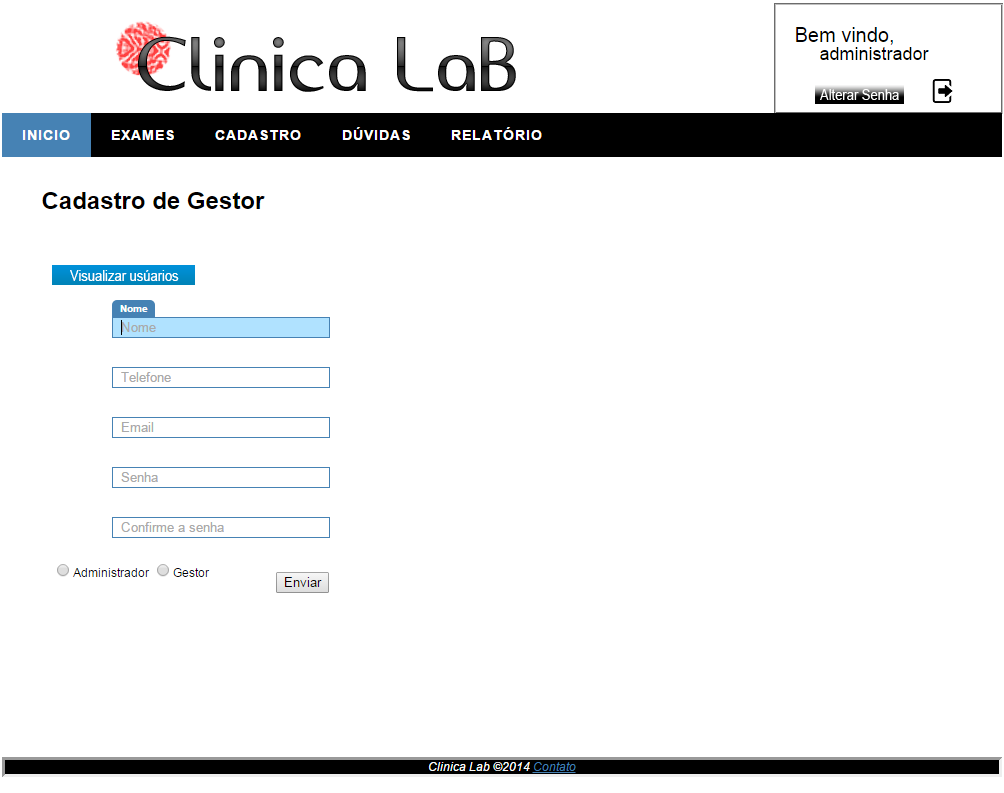 Clinica LaB
Bem vindo,
administrador
Alterar Senha
INICIO EXAMES CADASTRO DÚVIDAS RELATÓRIO
Cadastro de Gestor
Visualizar usúarios
Nome
Nome
Telefone
Email
Senha
Confirme a senha
Administrador Gestor
Enviar
Clinica Lab ©2014 Contato